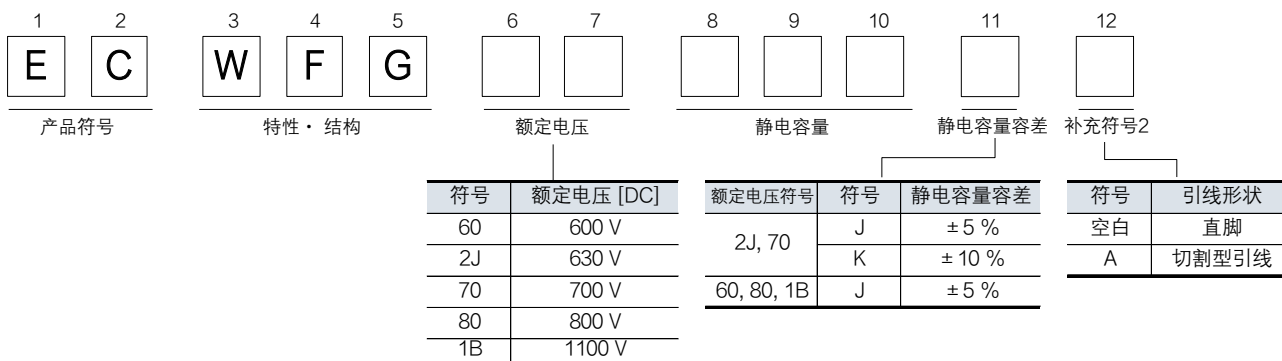 1 2 3 4 5 6 7 8 9 10 11 12
E C W F G
产品符号 特性・结构 额定电压 静电容量 静电容量容差 补充符号2
符号 额定电压 [DC]
60 600 V
2J 630 V
70 700 V
80 800 V
1B 1100 V
额定电压符号 符号 静电容量容差
2J, 70 J ±5 %
K ±10 %
60, 80, 1B J ±5 %
符号 引线形状
空白 直脚
A 切割型引线